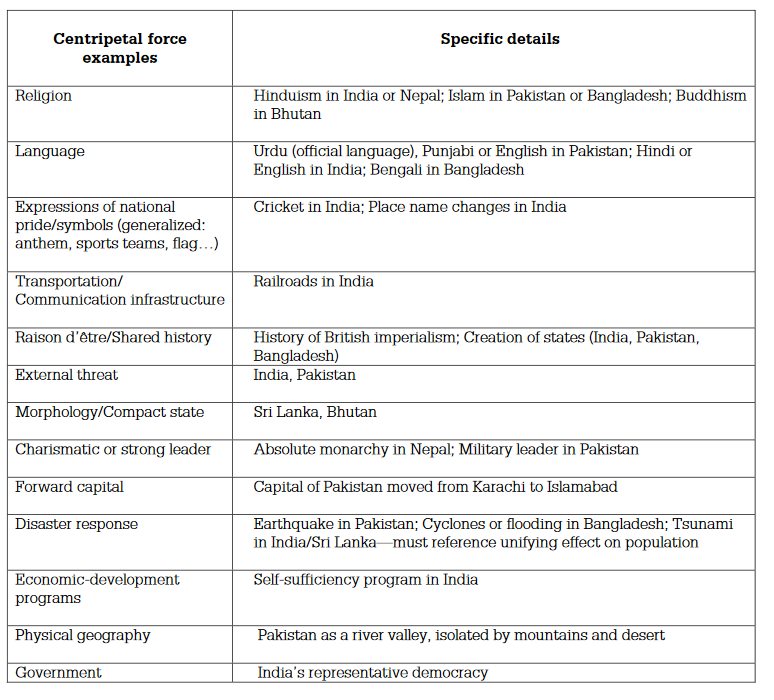 Centripetal force
examples
Specific details
Religion
Hinduism in India or Nepal; Islam in Pakistan or Bangladesh; Buddhism
in Bhutan
Language
Urdu (official language), Punjabi or English in Pakistan; Hindi or
English in India; Bengali in Bangladesh
Expressions of national
pride/symbols (generalized:
anthem, sports teams, flag…)
Cricket in India; Place name changes in India
Transportation/
Communication infrastructure
Railroads in India
Raison d’être/Shared history
History of British imperialism; Creation of states (India, Pakistan,
Bangladesh)
External threat
India, Pakistan
Morphology/Compact state
Sri Lanka, Bhutan
Charismatic or strong leader
Absolute monarchy in Nepal; Military leader in Pakistan
Forward capital
Capital of Pakistan moved from Karachi to Islamabad
Disaster response
Earthquake in Pakistan; Cyclones or flooding in Bangladesh; Tsunami
in India/Sri Lanka—must reference unifying effect on population
Economic-development
programs
Self-sufficiency program in India
Physical geography
Pakistan as a river valley, isolated by mountains and desert
Government
India’s representative democracy